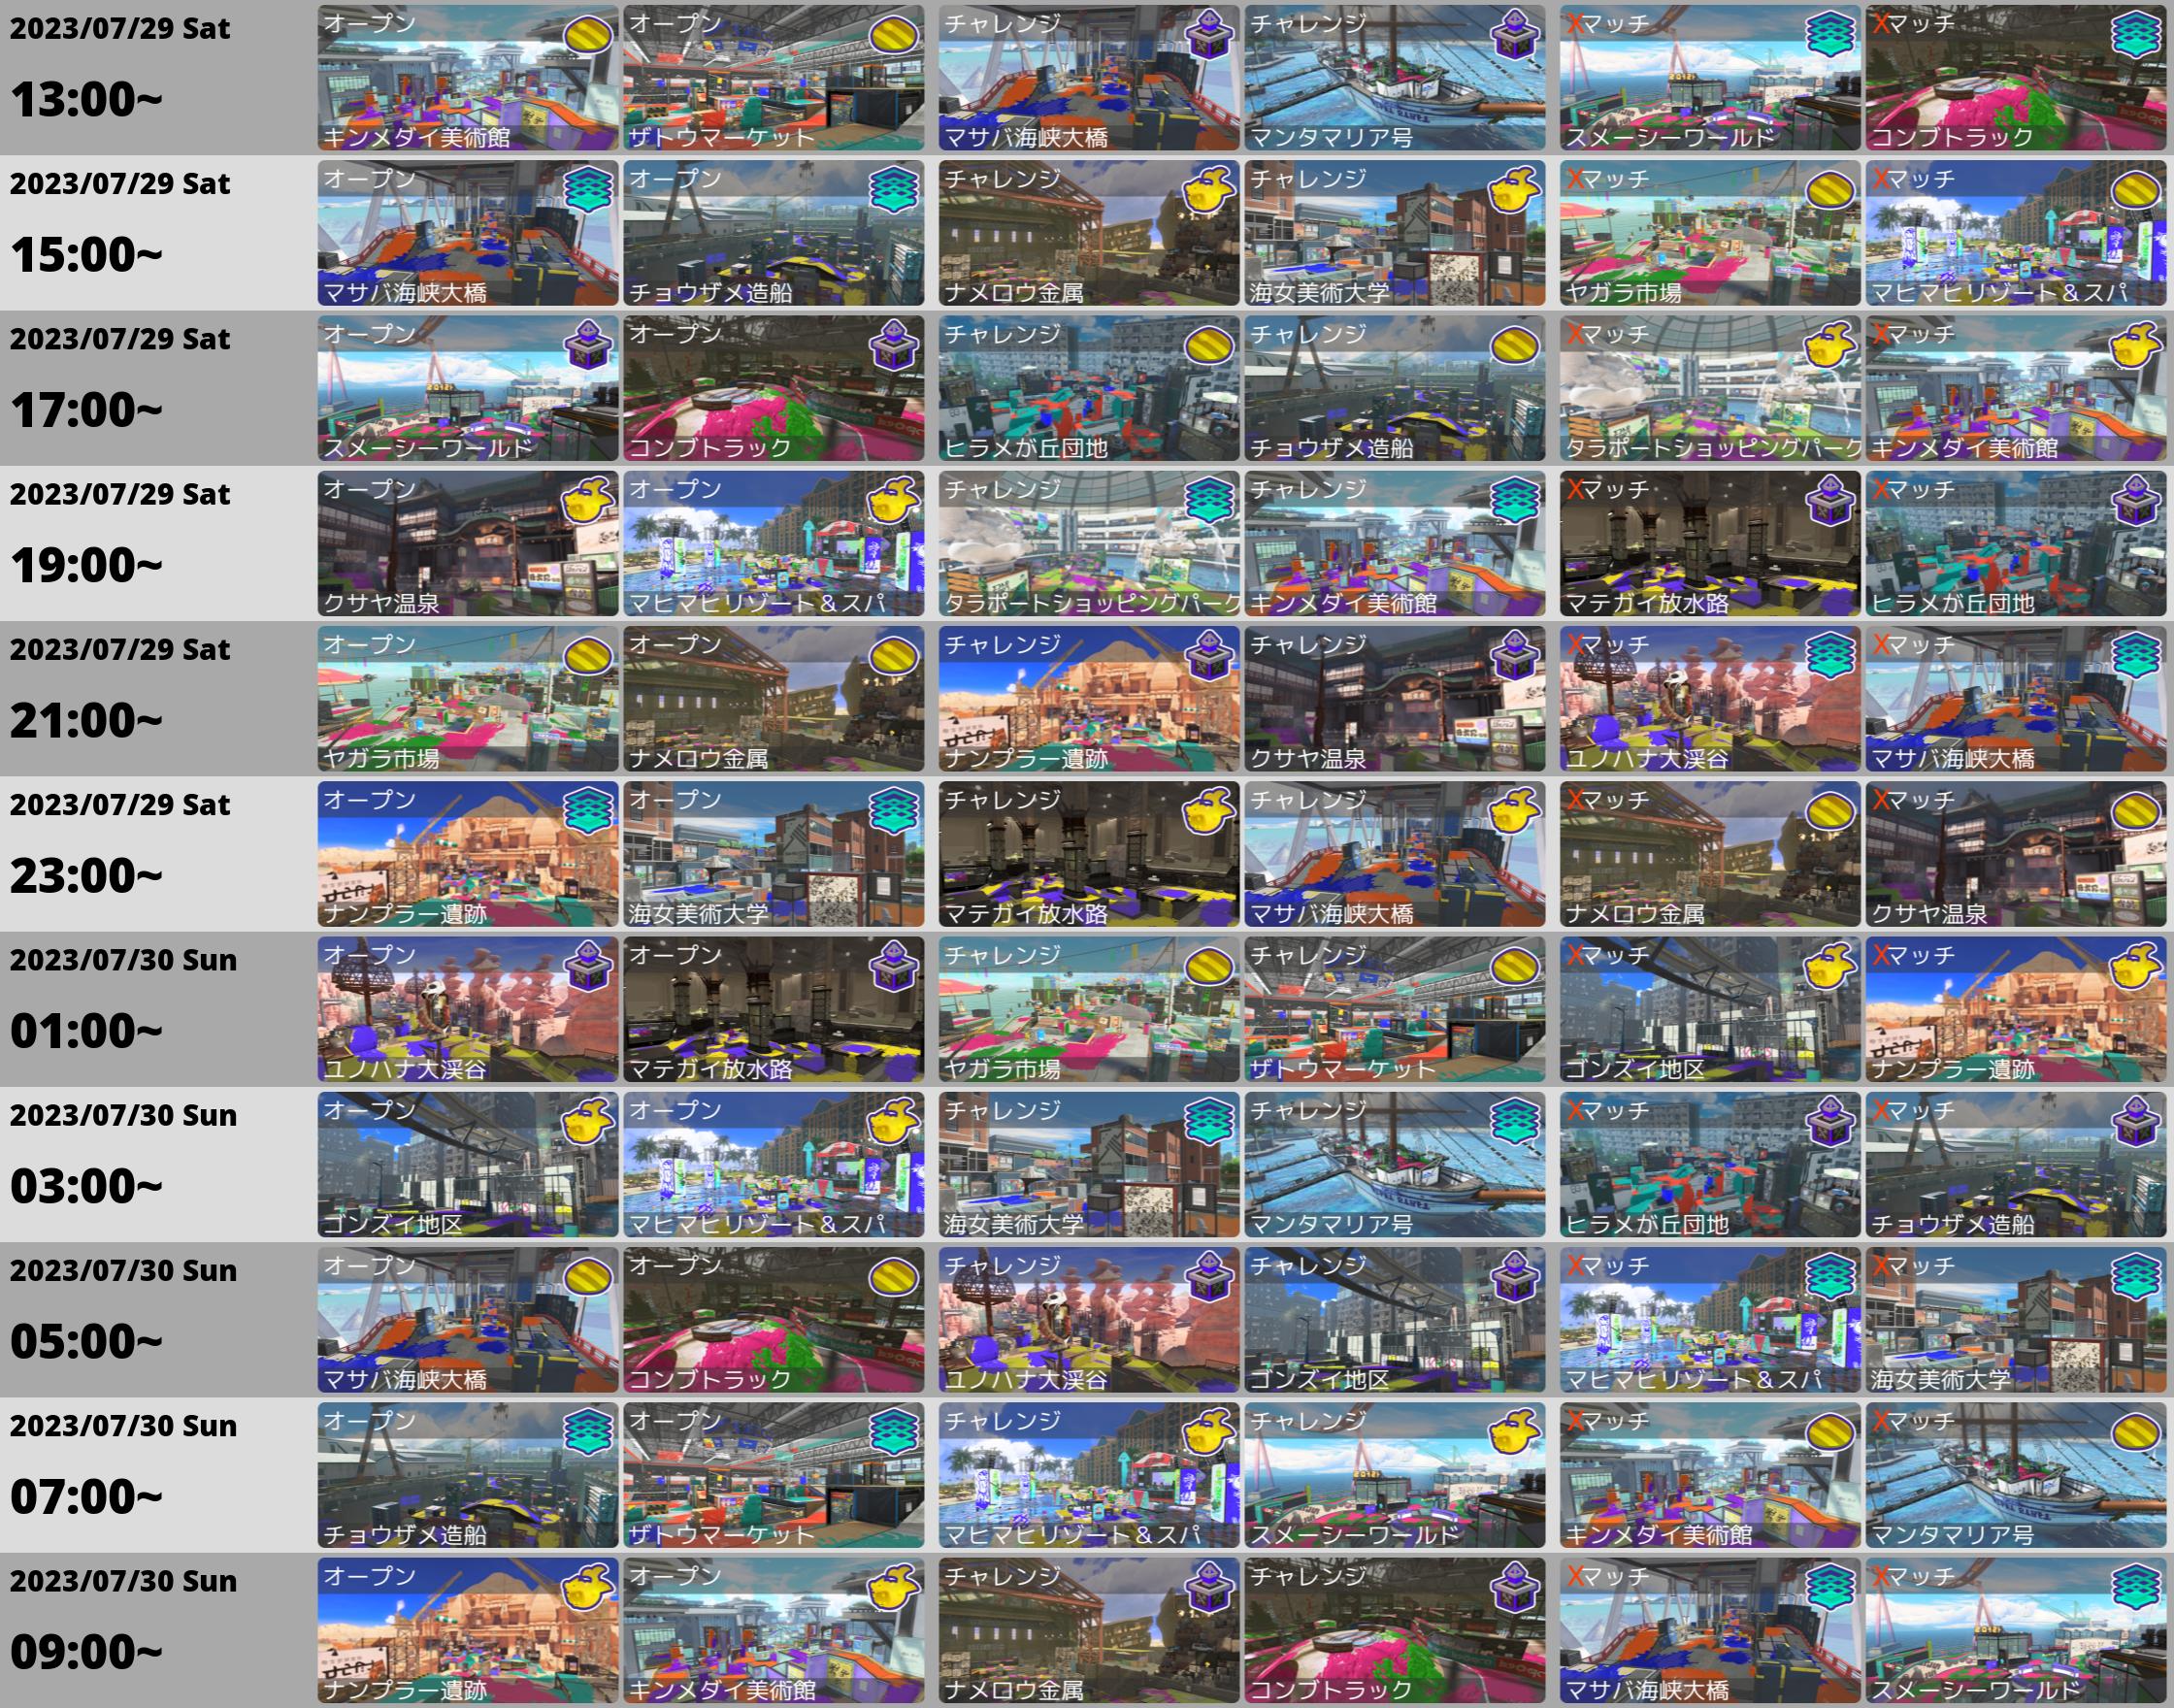 2023/07/29 Sat
13:00~
オープン オープン チャレンジ チャレンジ Xマッチ Xマッチ
キンメダイ美術館 ザトウマーケット マサバ海峡大橋 マンタマリア号 スメーシーワールド コンブトラック
2023/07/29 Sat
15:00~
オープン オープン チャレンジ チャレンジ Xマッチ Xマッチ
マサバ海峡大橋 チョウザメ造船 ナメロウ金属 海女美術大学 ヤガラ市場 マヒマヒリゾート＆スパ
2023/07/29 Sat
17:00~
オープン オープン チャレンジ チャレンジ Xマッチ Xマッチ
スメーシーワールド コンブトラック ヒラメが丘団地 チョウザメ造船 タラポートショッピングパーク キンメダイ美術館
2023/07/29 Sat
19:00~
オープン オープン チャレンジ チャレンジ Xマッチ Xマッチ
クサヤ温泉 マヒマヒリゾート＆スパ タラポートショッピングパーク キンメダイ美術館 マテガイ放水路 ヒラメが丘団地
2023/07/29 Sat
21:00~
オープン オープン チャレンジ チャレンジ Xマッチ Xマッチ
ヤガラ市場 ナメロウ金属 ナンプラー遺跡 クサヤ温泉 ユノハナ大渓谷 マサバ海峡大橋
2023/07/29 Sat
23:00~
オープン オープン チャレンジ チャレンジ Xマッチ Xマッチ
ナンプラー遺跡 海女美術大学 マテガイ放水路 マサバ海峡大橋 ナメロウ金属 クサヤ温泉
2023/07/30 Sun
01:00~
オープン オープン チャレンジ チャレンジ Xマッチ Xマッチ
ユノハナ大渓谷 マテガイ放水路 ヤガラ市場 ザトウマーケット ゴンズイ地区 ナンプラー遺跡
2023/07/30 Sun
03:00~
オープン オープン チャレンジ チャレンジ Xマッチ Xマッチ
ゴンズイ地区 マヒマヒリゾート＆スパ 海女美術大学 マンタマリア号 ヒラメが丘団地 チョウザメ造船
2023/07/30 Sun
05:00~
オープン オープン チャレンジ チャレンジ Xマッチ Xマッチ
マサバ海峡大橋 コンブトラック ユノハナ大渓谷 ゴンズイ地区 マヒマヒリゾート＆スパ 海女美術大学
2023/07/30 Sun
07:00~
オープン オープン チャレンジ チャレンジ Xマッチ Xマッチ
チョウザメ造船 ザトウマーケット マヒマヒリゾート＆スパ スメーシーワールド キンメダイ美術館 マンタマリア号
2023/07/30 Sun
09:00~
オープン オープン チャレンジ チャレンジ Xマッチ Xマッチ
ナンプラー遺跡 キンメダイ美術館 ナメロウ金属 コンブトラック マサバ海峡大橋 スメーシーワールド